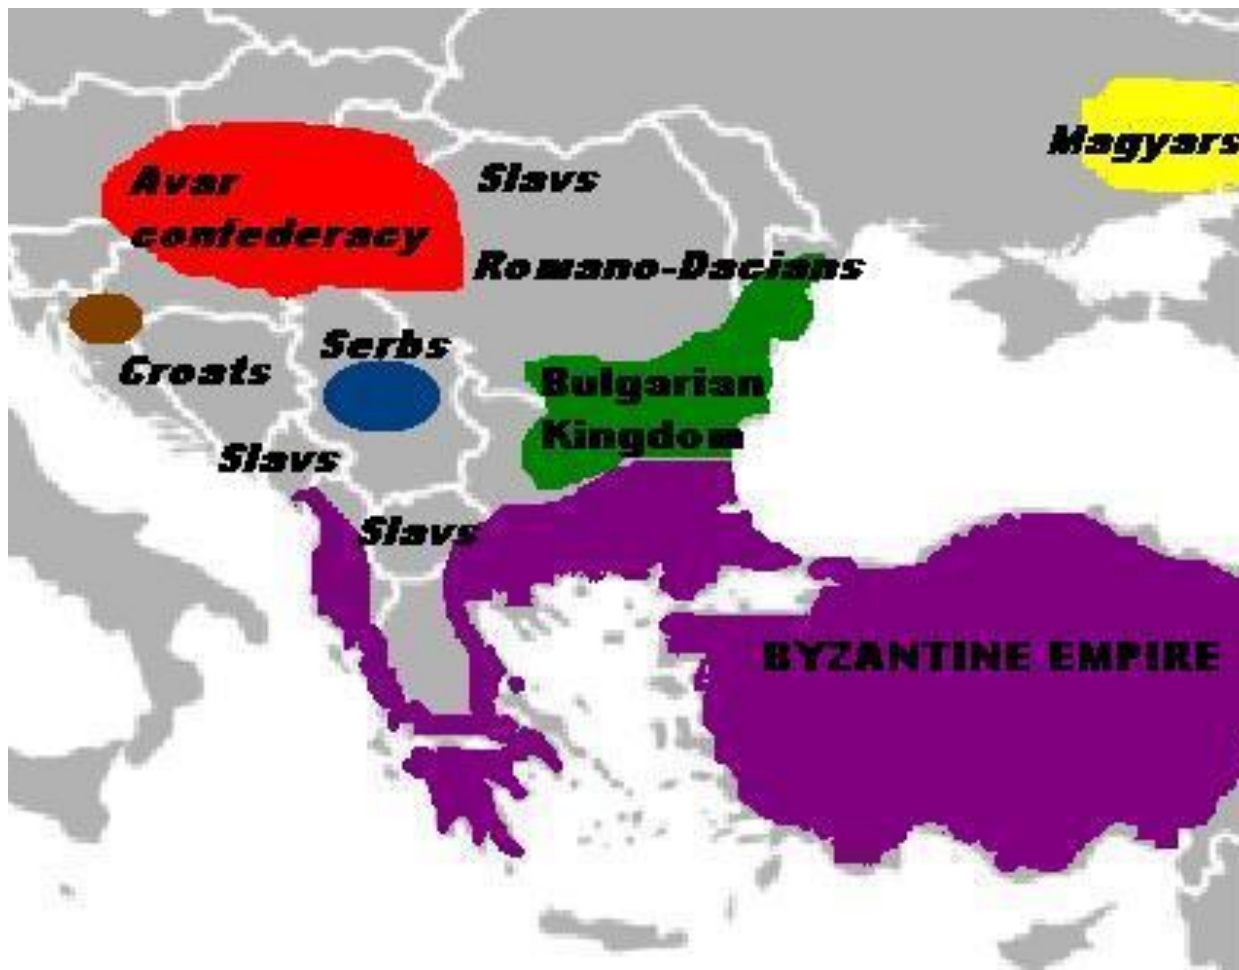 Magyars
Avar
confederacy
Slavs
Romano-Dacians
Serbs
Croats
Bulgarian
Kingdom
Slavs
Slavs
BYZANTINE EMPIRE